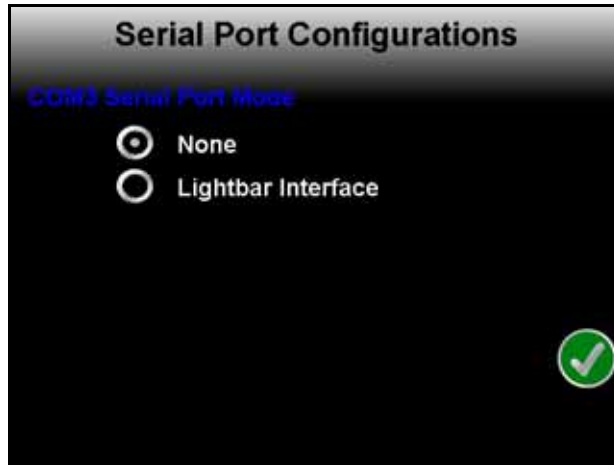 Serial Port Configurations
COM3 Serial Port Mode
None
Lightbar Interface